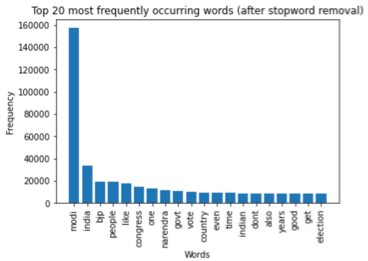 Top 20 most frequently occurring words (after stopword removal)
160000
140000
120000
100000
80000
60000
40000
20000
0
Frequency
modi
india
bjp
people
like
congress
one
narendra
govt
vote
country
even
time
indian
dont
also
years
good
get
election
Words